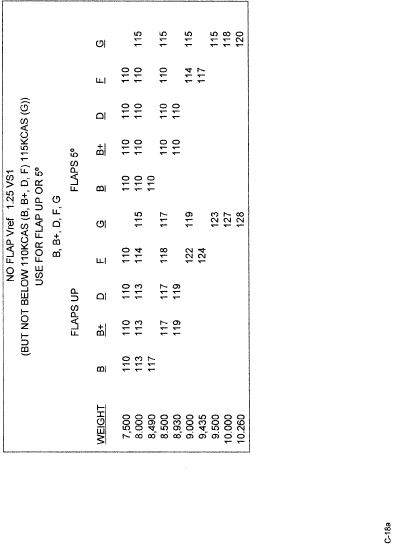 NO FLAP Vref 1.25 VS1
(BUT NOT BELOW 110KCAS (B, B+, D, F) 115KCAS (G))
USE FOR FLAP UP OR 5º
B, B+, D, F, G
FLAPS UP FLAPS 5º
WEIGHT B B+ D F G B B+ D F G
7,500 110 110 110 110 110 110 110 110
8.000 113 113 113 114 115 110 110 110 110 115
8,490 117 110
8.500 117 117 118 117 110 110 110 115
8,930 119 119 110 110
9.000 122 119 114 115
9,435 124 117
9.500 123 115
10.000 127 118
10.260 128 120
C-18a